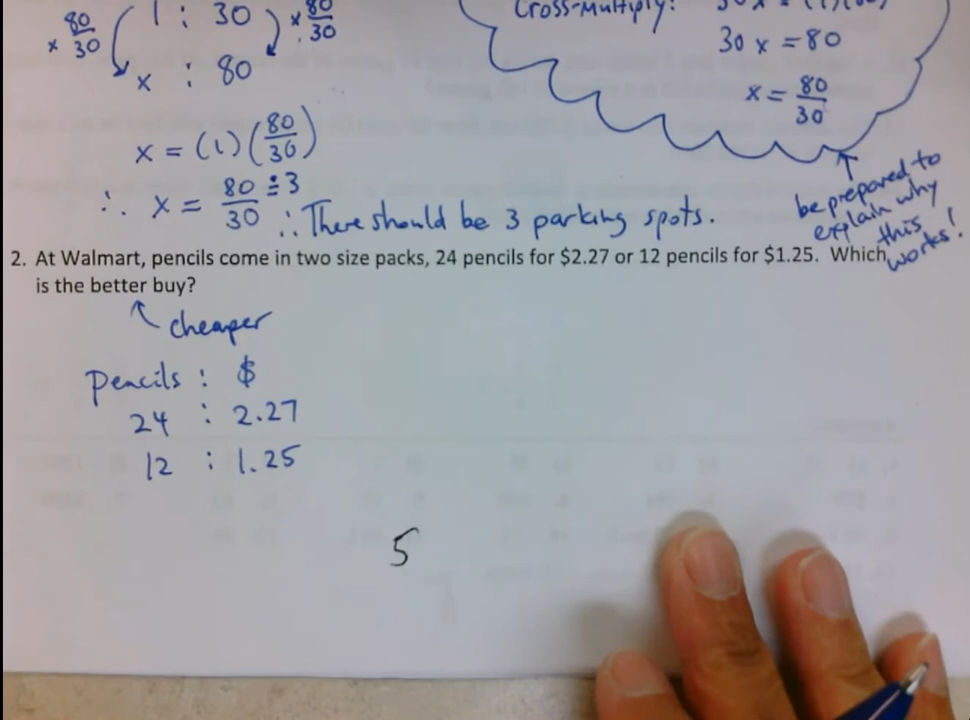 80/30 1 : 30 x 80/30
x 80/30
x : 80
x = (1)(80/30)
∴ x = 80/30 ≐ 3
∴ There should be 3 parking spots.
Cross-Multiply:
30 x = 80
x = 80/30
be prepared to
explain why
this
works!
2. At Walmart, pencils come in two size packs, 24 pencils for $2.27 or 12 pencils for $1.25. Which
is the better buy?
cheaper
pencils : $
24 : 2.27
12 : 1.25
5